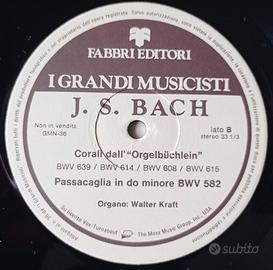 FABBRI EDITORI
I GRANDI MUSICISTI
J. S. BACH
Non in vendita
GMN-36
lato B
stereo 33 1/3
Corali dall'"Orgelbüchlein"
BWV 639 / BWV 614 / BWV 608 / BWV 615
Passacaglia in do minore BWV 582
Organo: Walter Kraft
The Moss Music Group, Inc., USA
subito